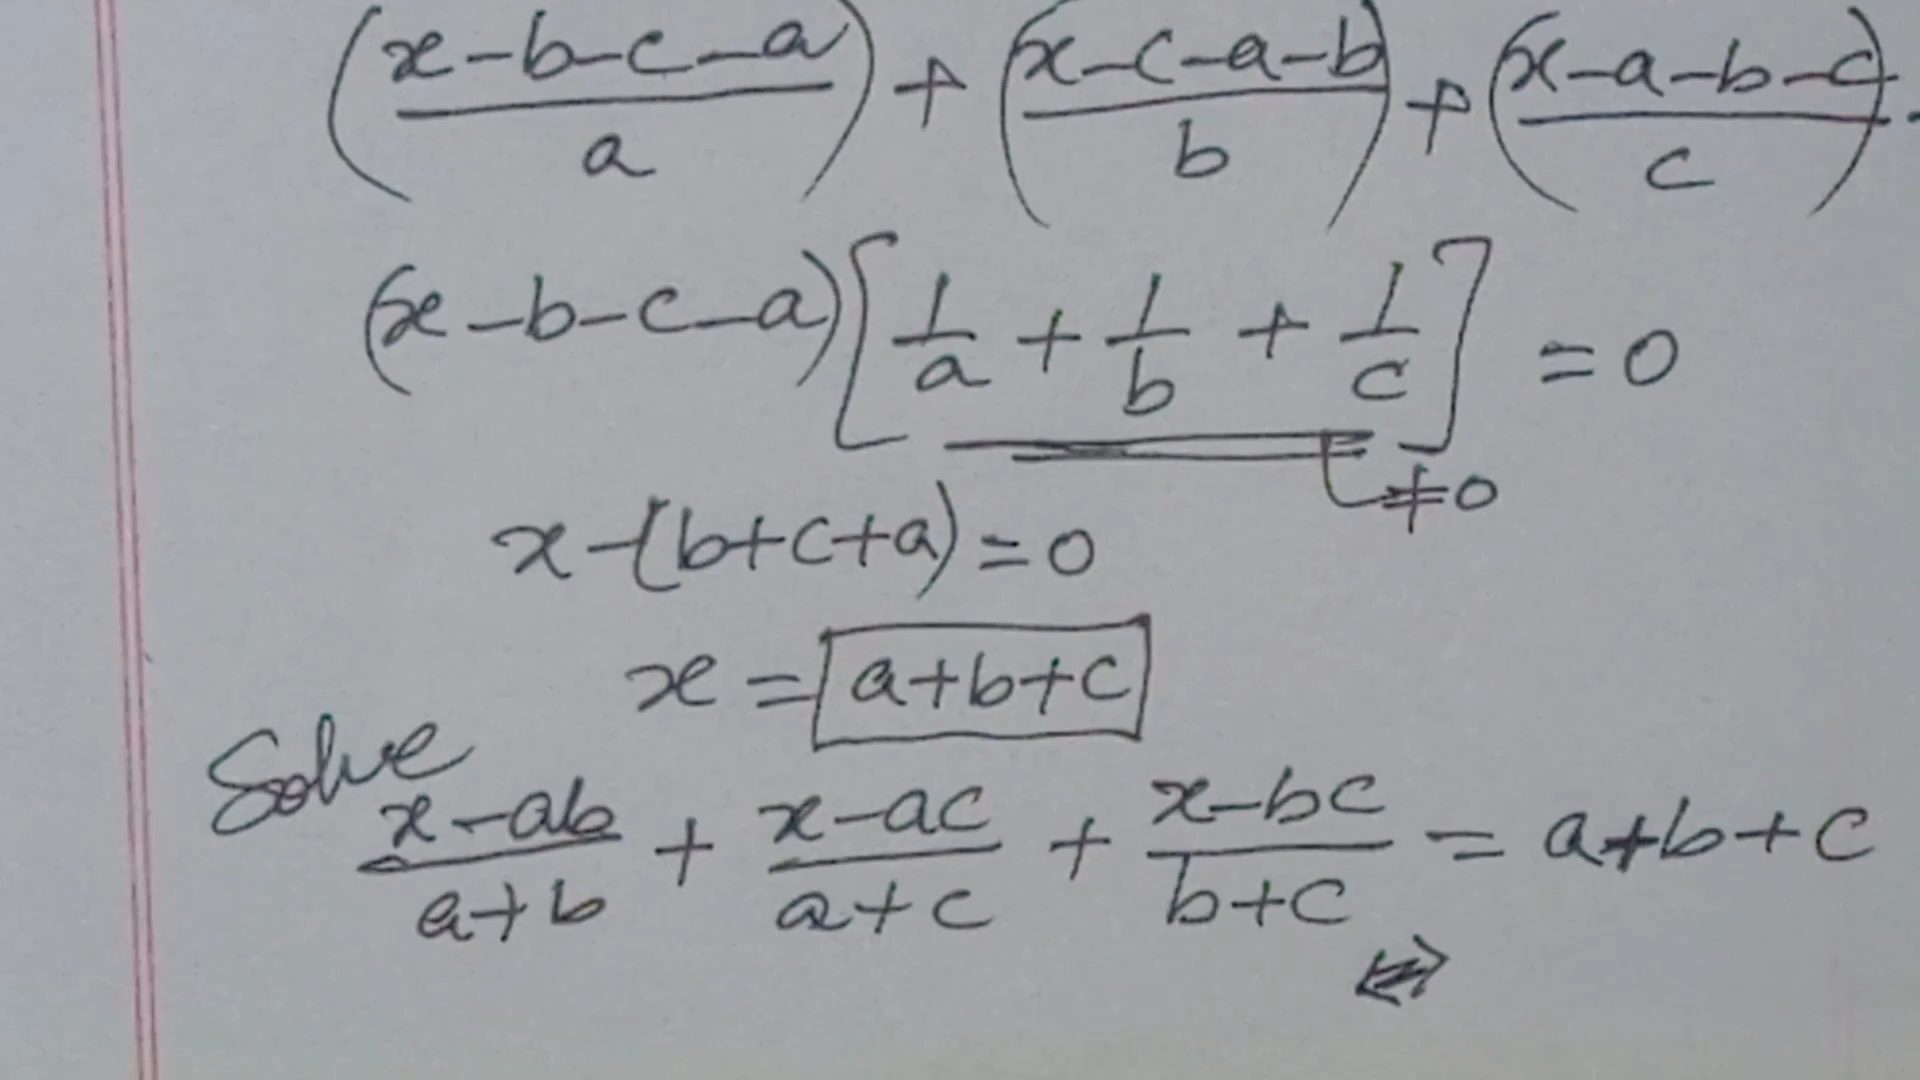 (x-b-c-a/a) + (x-c-a-b/b) + (x-a-b-c/c)
(x-b-c-a)[1/a + 1/b + 1/c] = 0
≠0
x-(b+c+a)=0
x = a+b+c
Solve
x-ab/a+b + x-ac/a+c + x-bc/b+c = a+b+c